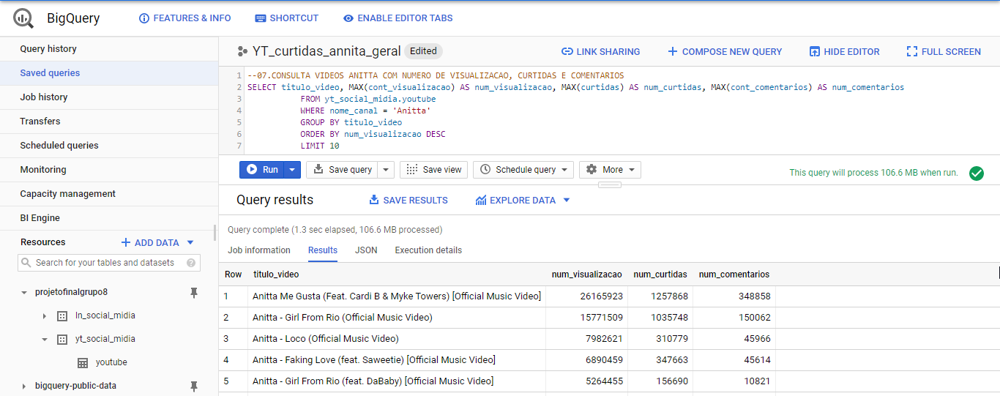 BigQuery FEATURES & INFO SHORTCUT ENABLE EDITOR TABS
Query history
Saved queries
Job history
Transfers
Scheduled queries
Monitoring
Capacity management
BI Engine
Resources ADD DATA
Search for your tables and datasets ?
projetofinalgrupo8
ln_social_midia
yt_social_midia
youtube
bigquery-public-data
YT_curtidas_annita_geral Edited LINK SHARING COMPOSE NEW QUERY HIDE EDITOR FULL SCREEN
1 --07.CONSULTA VIDEOS ANITTA COM NUMERO DE VISUALIZACAO, CURTIDAS E COMENTARIOS
2 SELECT titulo_video, MAX(cont_visualizacao) AS num_visualizacao, MAX(curtidas) AS num_curtidas, MAX(cont_comentarios) AS num_comentarios
3 FROM yt_social_midia.youtube
4 WHERE nome_canal = 'Anitta'
5 GROUP BY titulo_video
6 ORDER BY num_visualizacao DESC
7 LIMIT 10
Run Save query Save view Schedule query More This query will process 106.6 MB when run.
Query results SAVE RESULTS EXPLORE DATA
Query complete (1.3 sec elapsed, 106.6 MB processed)
Job information Results JSON Execution details
Row titulo_video num_visualizacao num_curtidas num_comentarios
1 Anitta Me Gusta (Feat. Cardi B & Myke Towers) [Official Music Video] 26165923 1257868 348858
2 Anitta - Girl From Rio (Official Music Video) 15771509 1035748 150062
3 Anitta - Loco (Official Music Video) 7982621 310779 45966
4 Anitta - Faking Love (feat. Saweetie) [Official Music Video] 6890459 347663 45614
5 Anitta - Girl From Rio (feat. DaBaby) [Official Music Video] 5264455 156690 10821